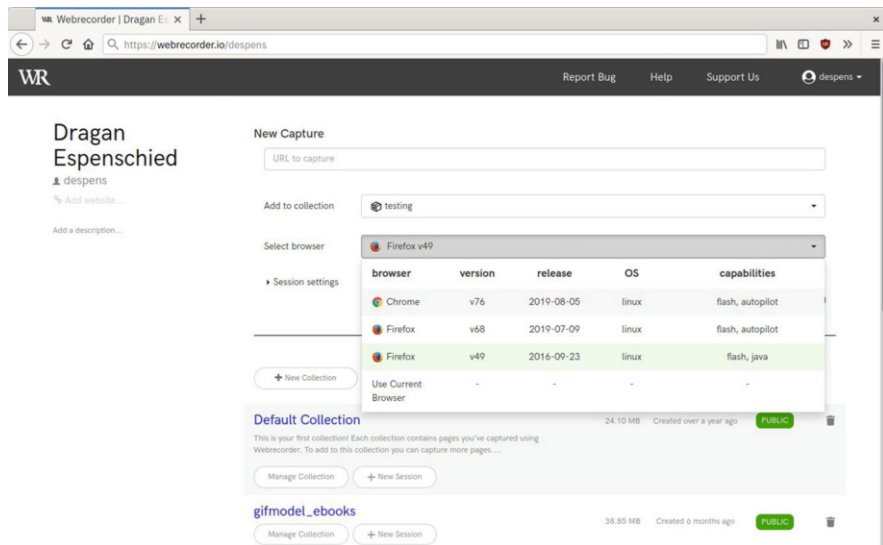 WR Webrecorder | Dragan Es
https://webrecorder.io/despens
WR Report Bug Help Support Us despens
Dragan
Espenschied
despens
Add website...
Add a description...
New Capture
URL to capture
Add to collection testing
Select browser Firefox v49
Session settings
browser version release OS capabilities
Chrome v76 2019-08-05 linux flash, autopilot
Firefox v68 2019-07-09 linux flash, autopilot
Firefox v49 2016-09-23 linux flash, java
Use Current - - - -
Browser
+ New Collection
Default Collection 24.10 MB Created over a year ago PUBLIC
This is your first collection! Each collection contains pages you've captured using
Webrecorder. To add to this collection you can capture more pages....
Manage Collection + New Session
gifmodel_ebooks 38.85 MB Created 6 months ago PUBLIC
Manage Collection + New Session